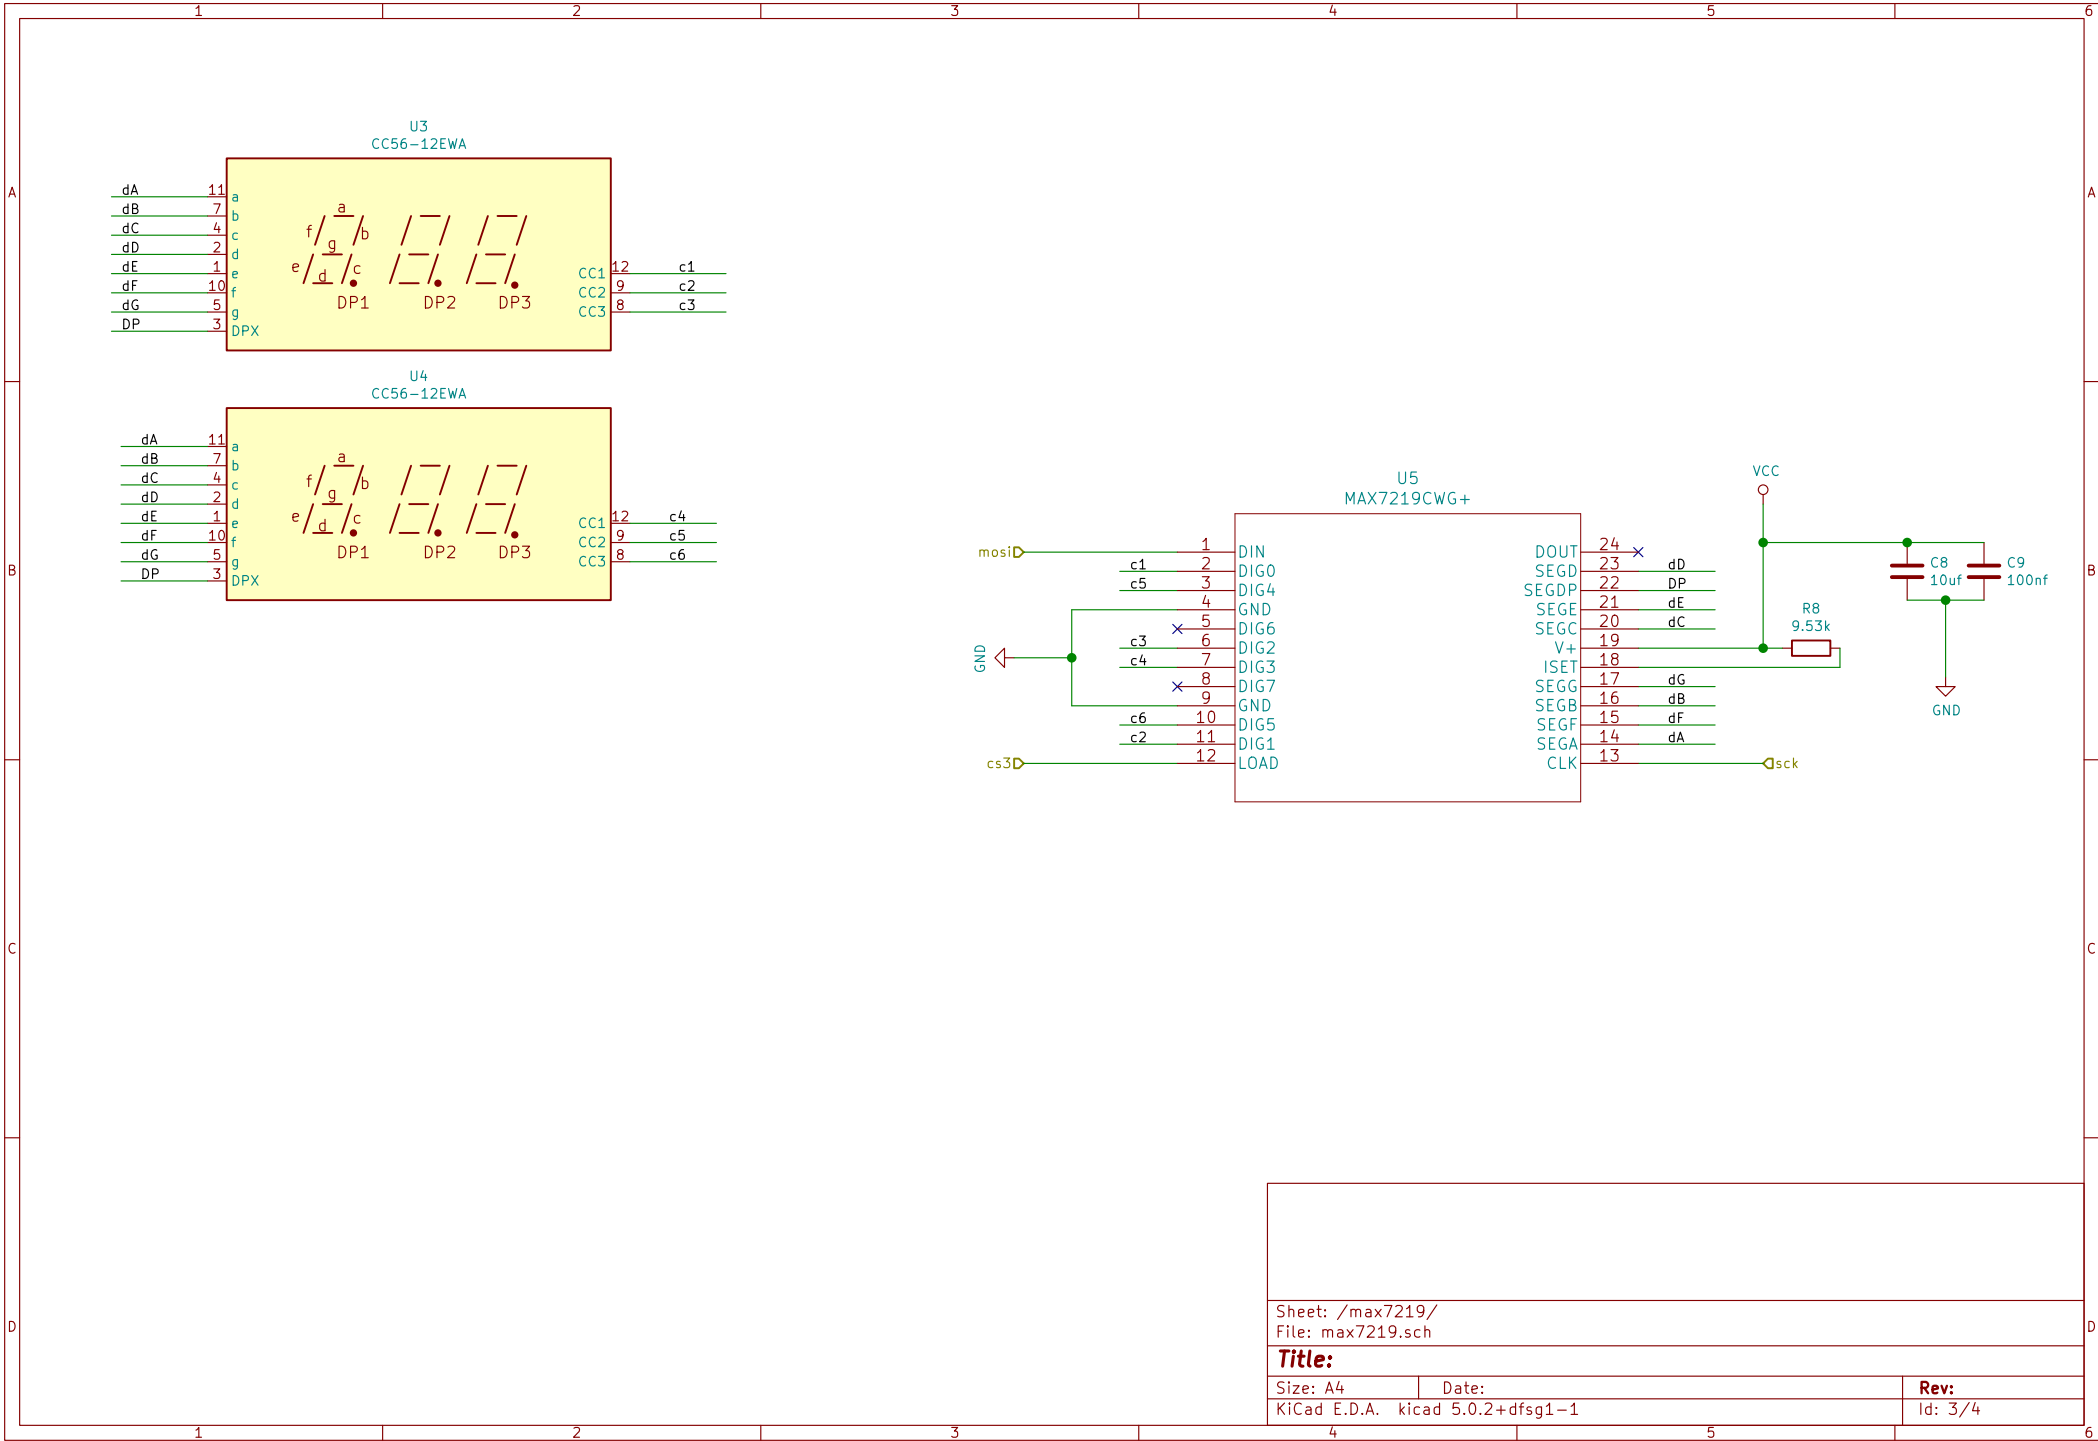 1 2 3 4 5 6
A A
B B
C C
D D
U3
CC56-12EWA
dA 11 a
dB 7 b
dC 4 c
dD 2 d
dE 1 e
dF 10 f
dG 5 g
DP 3 DPX
a
f b
g
e c
d
DP1 DP2 DP3
CC1 12 c1
CC2 9 c2
CC3 8 c3
U4
CC56-12EWA
dA 11 a
dB 7 b
dC 4 c
dD 2 d
dE 1 e
dF 10 f
dG 5 g
DP 3 DPX
a
f b
g
e c
d
DP1 DP2 DP3
CC1 12 c4
CC2 9 c5
CC3 8 c6
U5
MAX7219CWG+
mosi 1 DIN
c1 2 DIG0
c5 3 DIG4
4 GND
5 DIG6
c3 6 DIG2
c4 7 DIG3
8 DIG7
9 GND
c6 10 DIG5
c2 11 DIG1
cs3 12 LOAD
GND
DOUT 24
SEGD 23 dD
SEGDP 22 DP
SEGE 21 dE
SEGC 20 dC
V+ 19
ISET 18
SEGG 17 dG
SEGB 16 dB
SEGF 15 dF
SEGA 14 dA
CLK 13 sck
VCC
R8
9.53k
C8
10uf
C9
100nf
GND
Sheet: /max7219/
File: max7219.sch
Title:
Size: A4 Date: Rev:
KiCad E.D.A. kicad 5.0.2+dfsg1-1 Id: 3/4
1 2 3 4 5 6